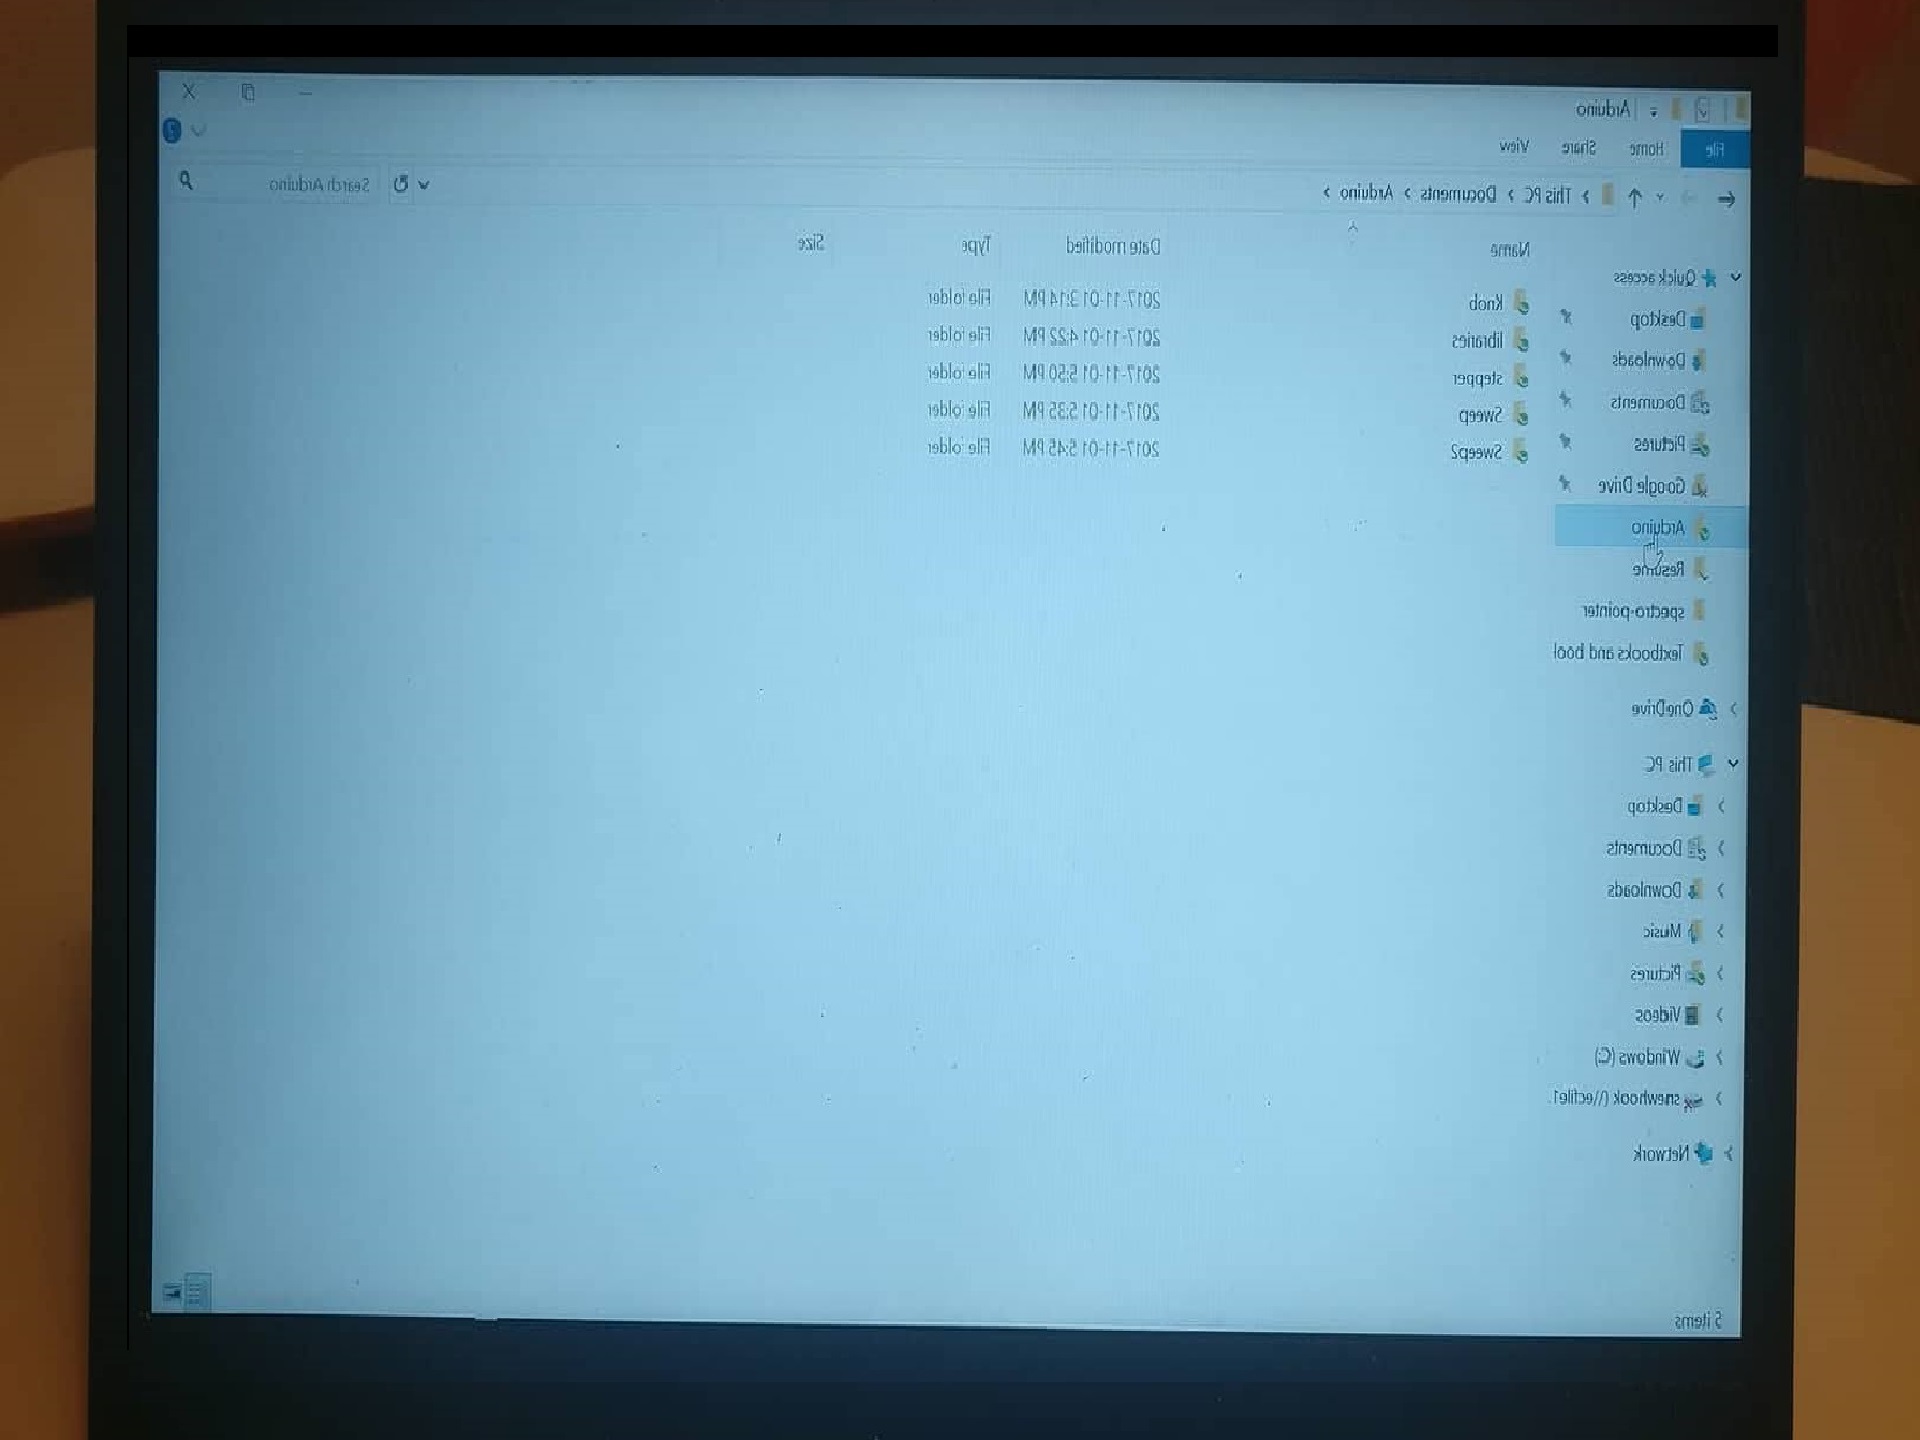 Arduino
File Home Share View
This PC > Documents > Arduino >
Search Arduino
Name Date modified Type Size
Quick access
Desktop
Downloads
Documents
Pictures
Google Drive
Arduino
Resume
spectro-pointer
Textbooks and bool
OneDrive
This PC
Desktop
Documents
Downloads
Music
Pictures
Videos
Windows (C:)
snewhook (\\ecfile1.
Network
Knob 2017-11-01 3:14 PM File folder
libraries 2017-11-01 4:22 PM File folder
stepper 2017-11-01 5:50 PM File folder
Sweep 2017-11-01 5:35 PM File folder
Sweep2 2017-11-01 5:45 PM File folder
5 items